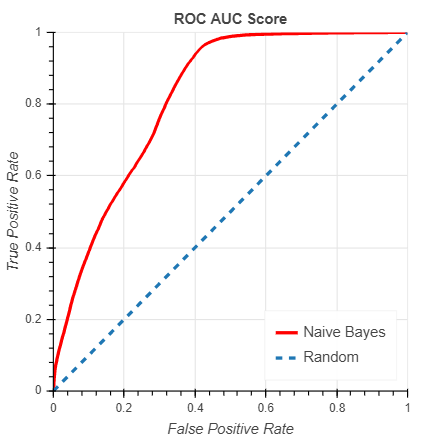 ROC AUC Score
1
0.8
0.6
0.4
0.2
0
True Positive Rate
Naive Bayes
Random
0
0.2
0.4
0.6
0.8
1
False Positive Rate